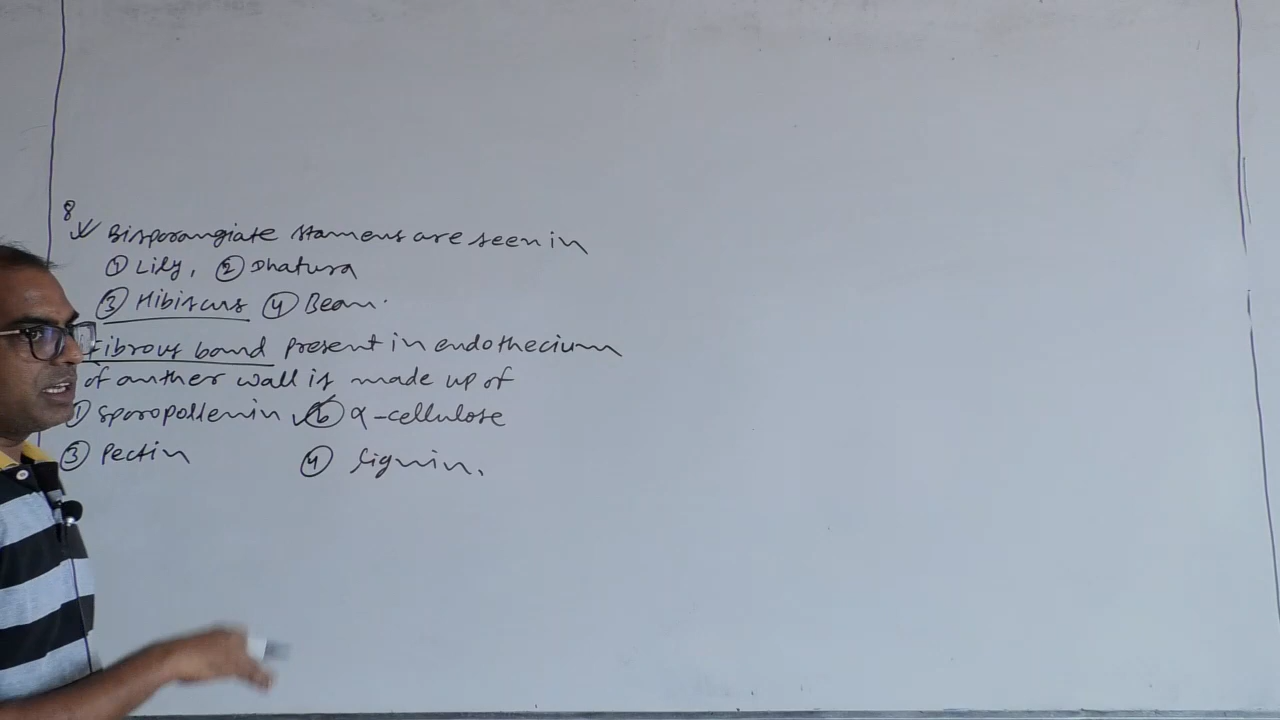 8
Bisporangiate stamens are seen in
① Lily, ② Dhatura
③ Hibiscus ④ Bean.
Fibrous band present in endothecium
of anther wall is made up of
① Sporopollenin ② α-cellulose
③ Pectin ④ Lignin.